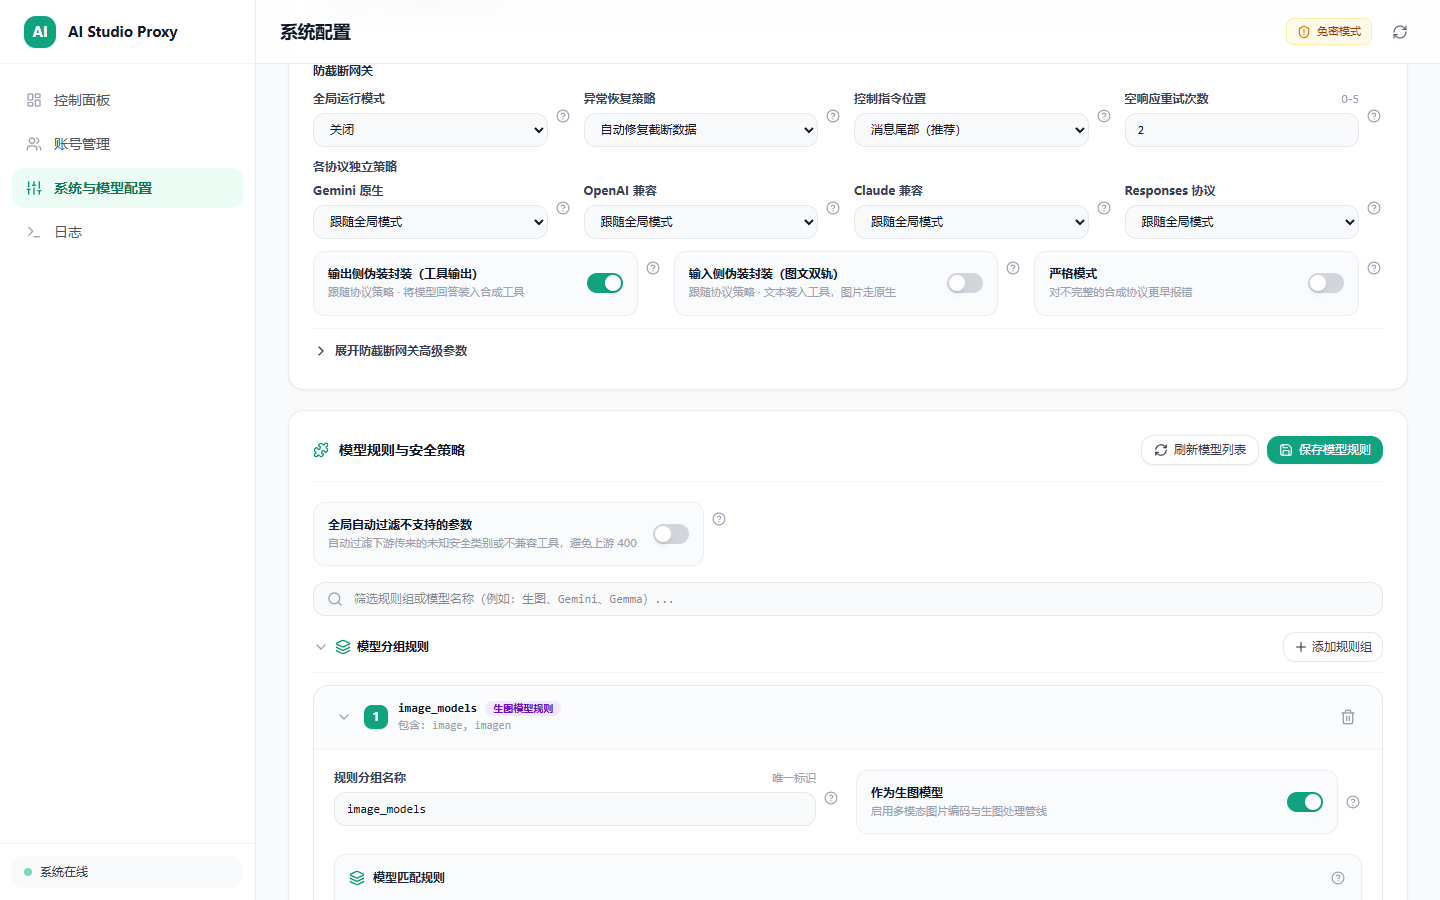 AI
AI Studio Proxy
控制面板
账号管理
系统与模型配置
日志
系统在线
系统配置
免密模式
防截断网关
全局运行模式
关闭
异常恢复策略
自动修复截断数据
控制指令位置
消息尾部（推荐）
空响应重试次数
0-5
2
各协议独立策略
Gemini 原生
跟随全局模式
OpenAI 兼容
跟随全局模式
Claude 兼容
跟随全局模式
Responses 协议
跟随全局模式
输出侧伪装封装（工具输出）
跟随协议策略 · 将模型回答装入合成工具
输入侧伪装封装（图文双轨）
跟随协议策略 · 文本装入工具，图片走原生
严格模式
对不完整的合成协议更早报错
展开防截断网关高级参数
模型规则与安全策略
刷新模型列表
保存模型规则
全局自动过滤不支持的参数
自动过滤下游传来的未知安全类别或不兼容工具，避免上游 400
筛选规则组或模型名称（例如：生图、Gemini、Gemma）...
模型分组规则
添加规则组
1
image_models
生图模型规则
包含: image, imagen
规则分组名称
唯一标识
image_models
作为生图模型
启用多模态图片编码与生图处理管线
模型匹配规则